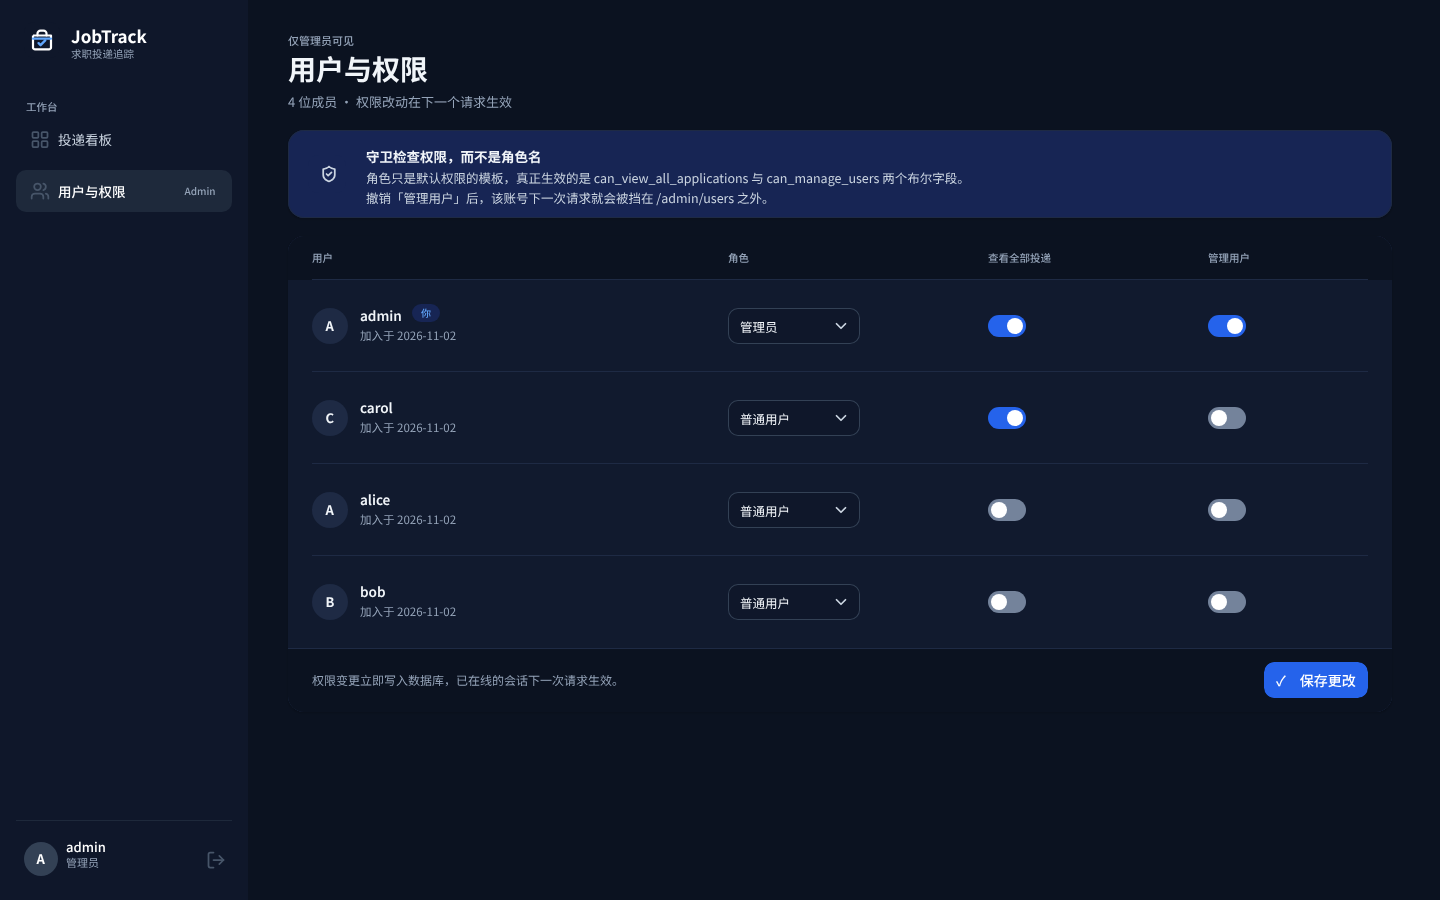 JobTrack
求职投递追踪
工作台
投递看板
用户与权限 Admin
仅管理员可见
用户与权限
4 位成员 · 权限改动在下一个请求生效
守卫检查权限，而不是角色名
角色只是默认权限的模板，真正生效的是 can_view_all_applications 与 can_manage_users 两个布尔字段。
撤销「管理用户」后，该账号下一次请求就会被挡在 /admin/users 之外。
用户 角色 查看全部投递 管理用户
A admin 你 管理员
加入于 2026-11-02
C carol 普通用户
加入于 2026-11-02
A alice 普通用户
加入于 2026-11-02
B bob 普通用户
加入于 2026-11-02
权限变更立即写入数据库，已在线的会话下一次请求生效。 ✓ 保存更改
A admin
管理员